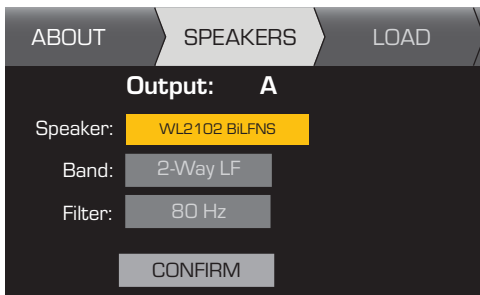 ABOUT SPEAKERS LOAD
Output: A
Speaker: WL2102 BiLFNS
Band: 2-Way LF
Filter: 80 Hz
CONFIRM